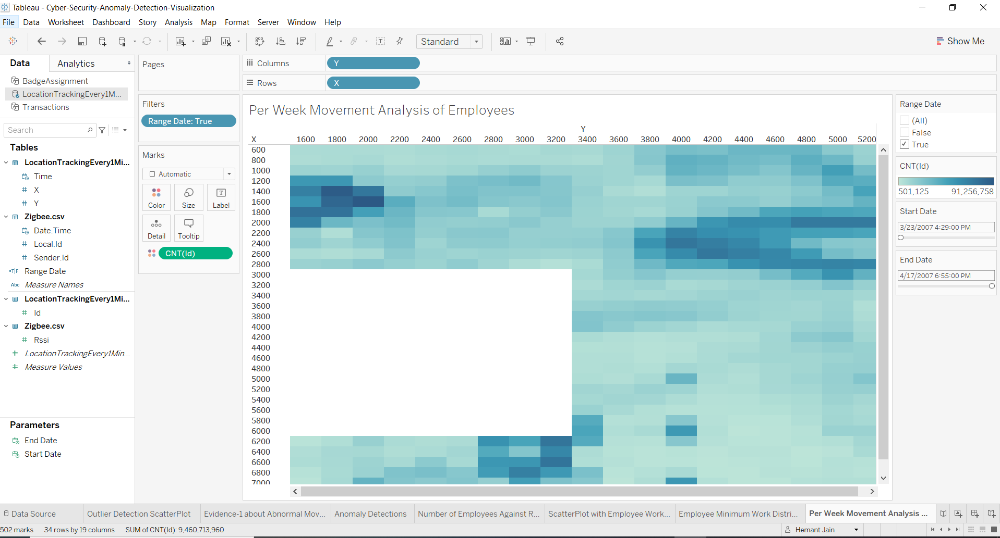 Tableau - Cyber-Security-Anomaly-Detection-Visualization
File Data Worksheet Dashboard Story Analysis Map Format Server Window Help
Standard
Show Me
Data Analytics
BadgeAssignment
LocationTrackingEvery1M...
Transactions
Search
Tables
LocationTrackingEvery1Mi...
Time
X
Y
Zigbee.csv
Date.Time
Local.Id
Sender.Id
T|F Range Date
Abc Measure Names
LocationTrackingEvery1Mi...
Id
Zigbee.csv
Rssi
LocationTrackingEvery1Min...
Measure Values
Parameters
End Date
Start Date
Pages
Filters
Range Date: True
Marks
Automatic
Color Size Label
Detail Tooltip
CNT(Id)
Columns Y
Rows X
Per Week Movement Analysis of Employees
Y
X 1600 1800 2000 2200 2400 2600 2800 3000 3200 3400 3600 3800 4000 4200 4400 4600 4800 5000 5200
600
800
1000
1200
1400
1600
1800
2000
2200
2400
2600
2800
3000
3200
3400
3600
3800
4000
4200
4400
4600
4800
5000
5200
5400
5600
5800
6000
6200
6400
6600
6800
7000
Range Date
(All)
False
True
CNT(Id)
501,125 91,256,758
Start Date
3/23/2007 4:29:00 PM
End Date
4/17/2007 6:55:00 PM
Data Source Outlier Detection ScatterPlot Evidence-1 about Abnormal Mov... Anomaly Detections Number of Employees Against R... ScatterPlot with Employee Work... Employee Minimum Work Distri... Per Week Movement Analysis ...
502 marks 34 rows by 19 columns SUM of CNT(Id): 9,460,713,960
Hemant Jain